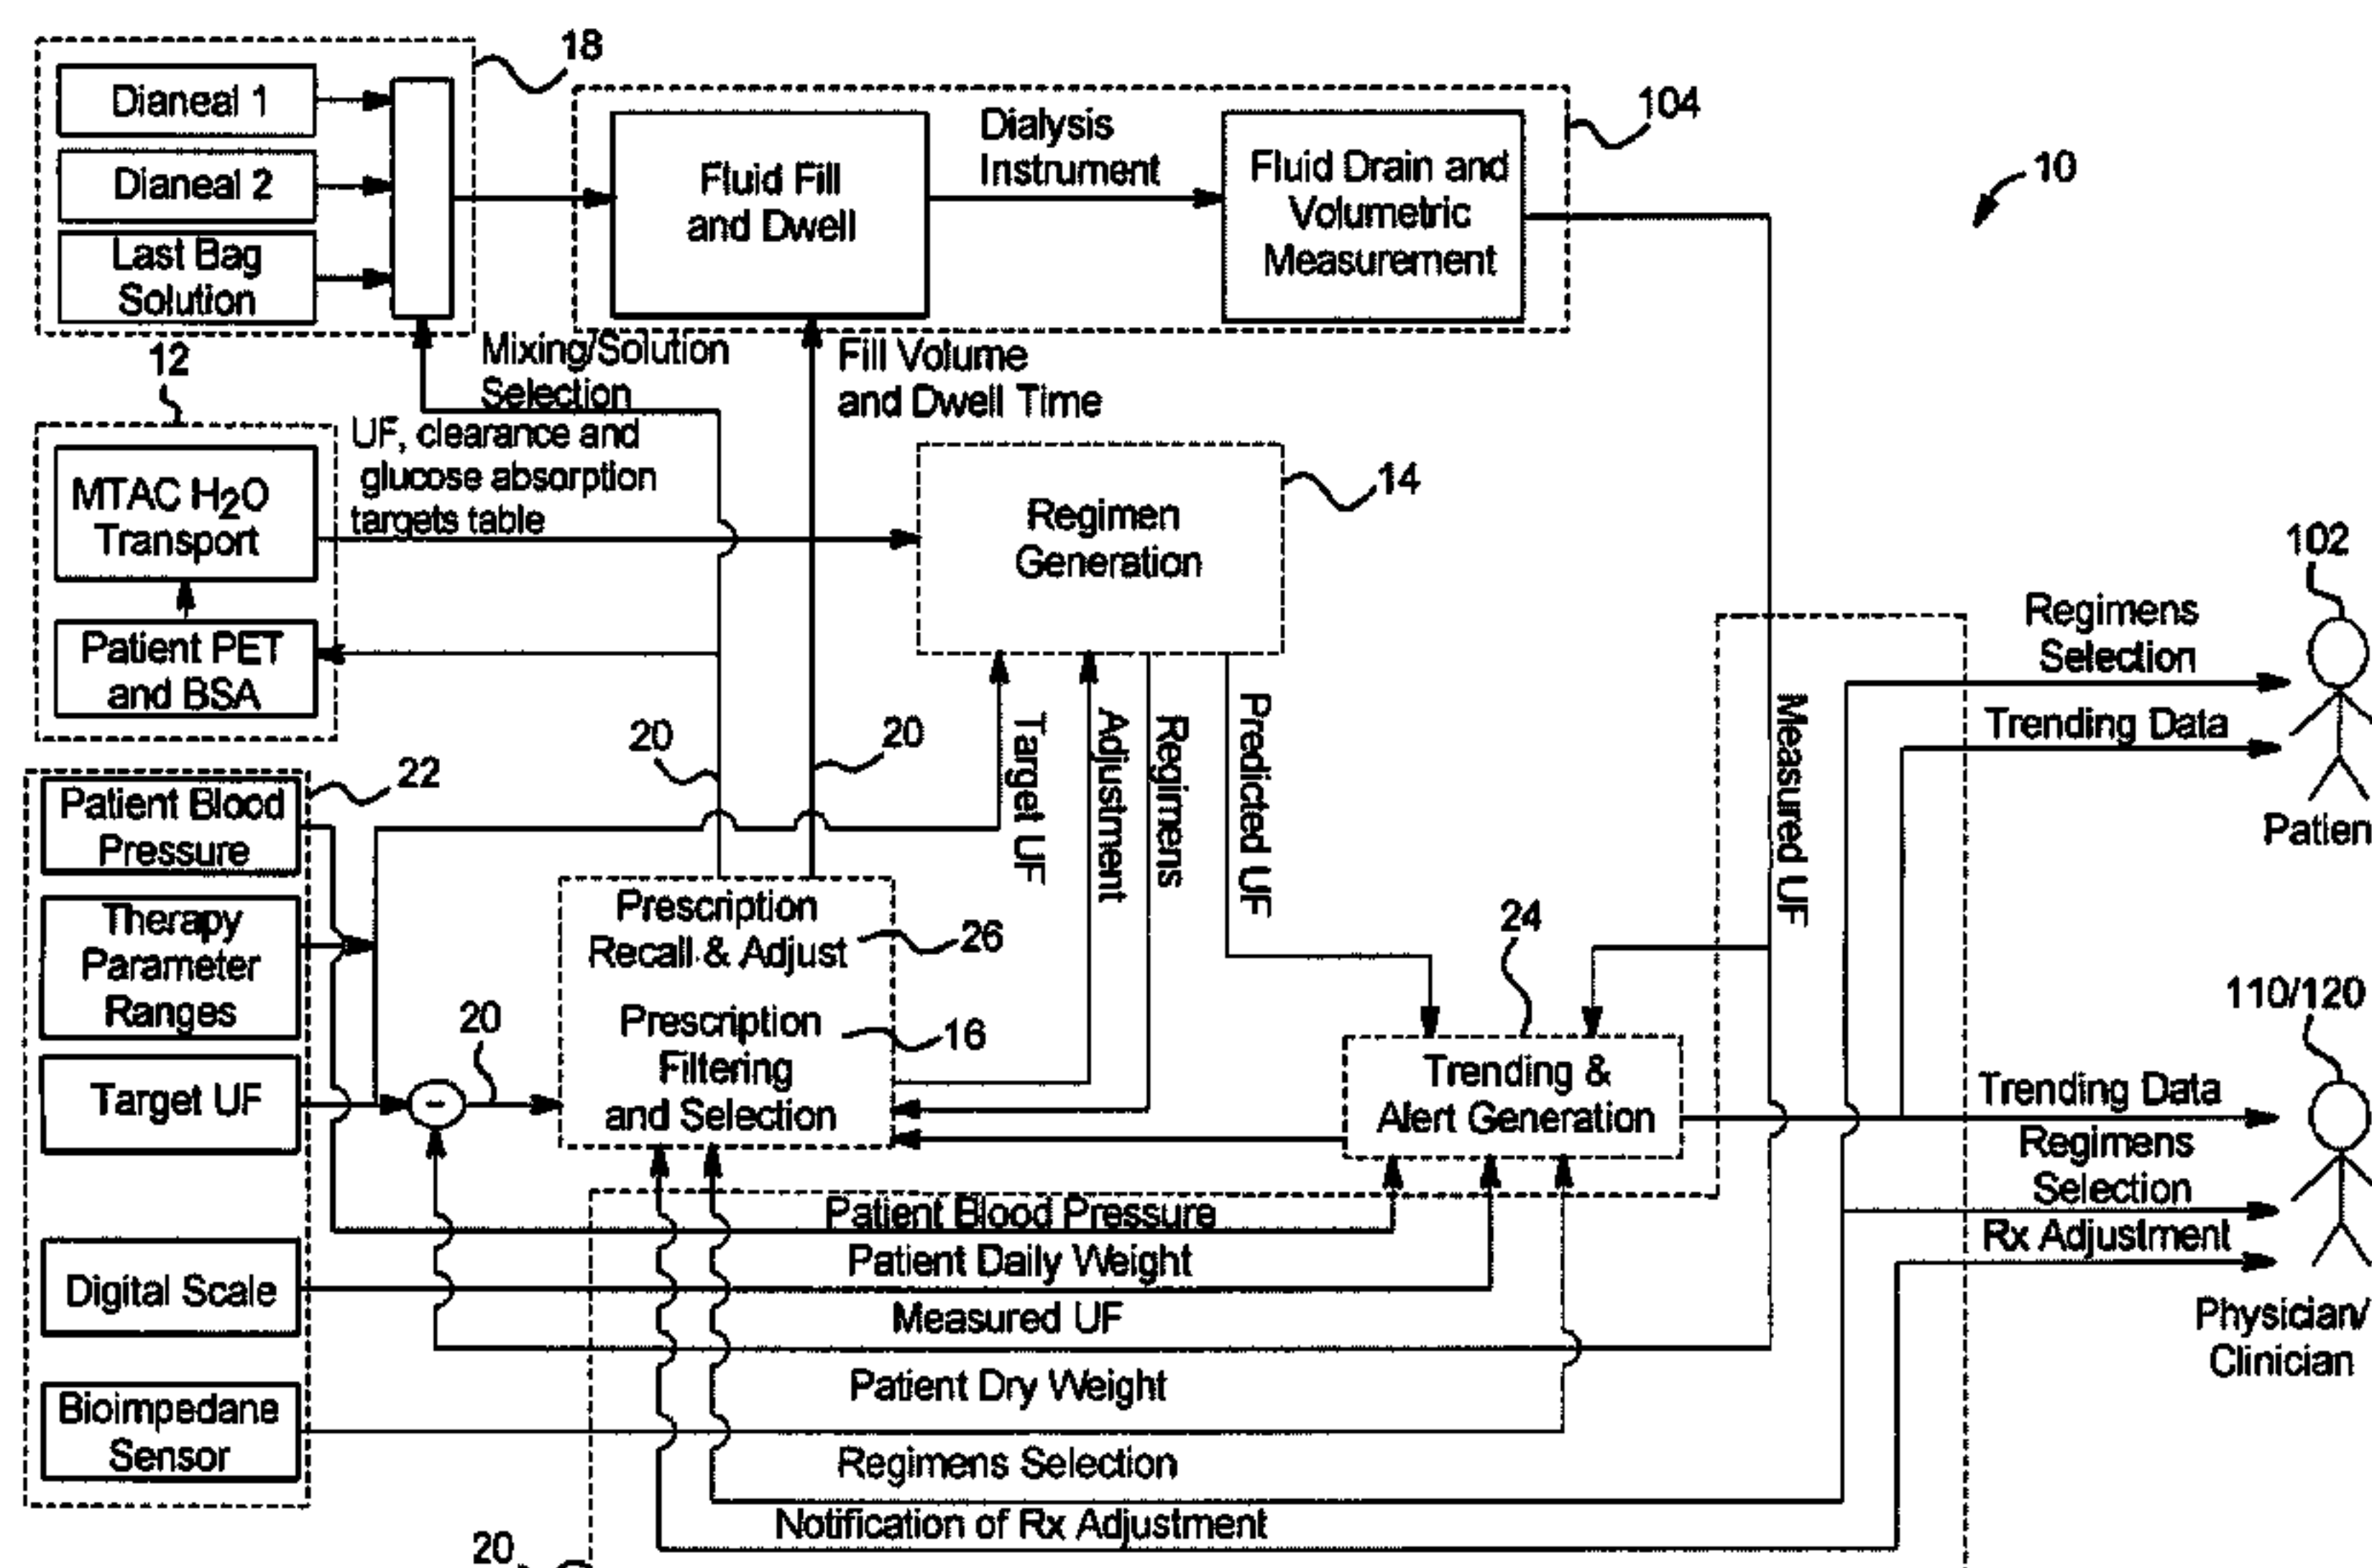 18
Dianeal 1
Dianeal 2
Last Bag
Solution
104
Fluid Fill
and Dwell
Dialysis
Instrument
Fluid Drain and
Volumetric
Measurement
10
12
Mixing/Solution
Selection
Fill Volume
and Dwell Time
UF, clearance and
glucose absorption
targets table
MTAC H2O
Transport
Patient PET
and BSA
Regimen
Generation
14
102
Regimens
Selection
Trending Data
Patien
20
20
Target UF
Adjustment
Regimens
Predicted UF
Measured UF
22
Patient Blood
Pressure
Therapy
Parameter
Ranges
Target UF
Digital Scale
Bioimpedane
Sensor
-
20
Prescription
Recall & Adjust
26
Prescription
Filtering
and Selection
16
24
Trending &
Alert Generation
110/120
Trending Data
Regimens
Selection
Rx Adjustment
Physician/
Clinician
Patient Blood Pressure
Patient Daily Weight
Measured UF
Patient Dry Weight
Regimens Selection
Notification of Rx Adjustment
20